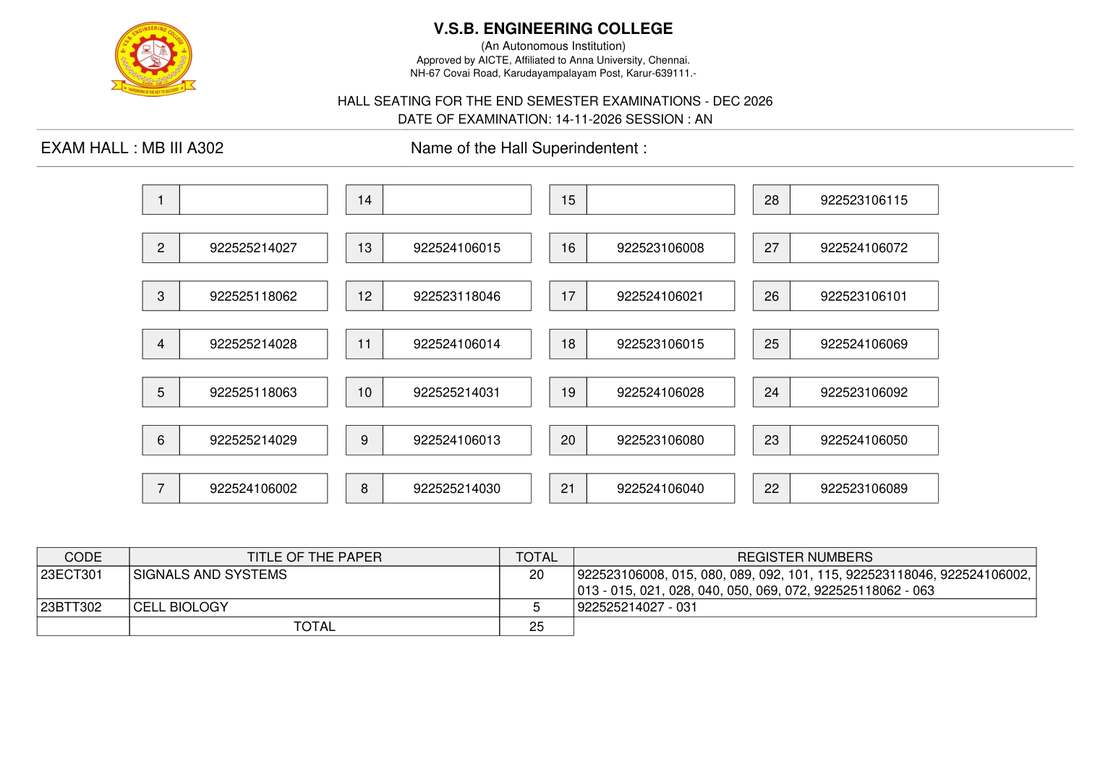 V.S.B. ENGINEERING COLLEGE
(An Autonomous Institution)
Approved by AICTE, Affiliated to Anna University, Chennai.
NH-67 Covai Road, Karudayampalayam Post, Karur-639111.-
HALL SEATING FOR THE END SEMESTER EXAMINATIONS - DEC 2026
DATE OF EXAMINATION: 14-11-2026 SESSION : AN
EXAM HALL : MB III A302 Name of the Hall Superindentent :
1 14 15 28 922523106115
2 922525214027 13 922524106015 16 922523106008 27 922524106072
3 922525118062 12 922523118046 17 922524106021 26 922523106101
4 922525214028 11 922524106014 18 922523106015 25 922524106069
5 922525118063 10 922525214031 19 922524106028 24 922523106092
6 922525214029 9 922524106013 20 922523106080 23 922524106050
7 922524106002 8 922525214030 21 922524106040 22 922523106089
CODE TITLE OF THE PAPER TOTAL REGISTER NUMBERS
23ECT301 SIGNALS AND SYSTEMS 20 922523106008, 015, 080, 089, 092, 101, 115, 922523118046, 922524106002,
013 - 015, 021, 028, 040, 050, 069, 072, 922525118062 - 063
23BTT302 CELL BIOLOGY 5 922525214027 - 031
TOTAL 25